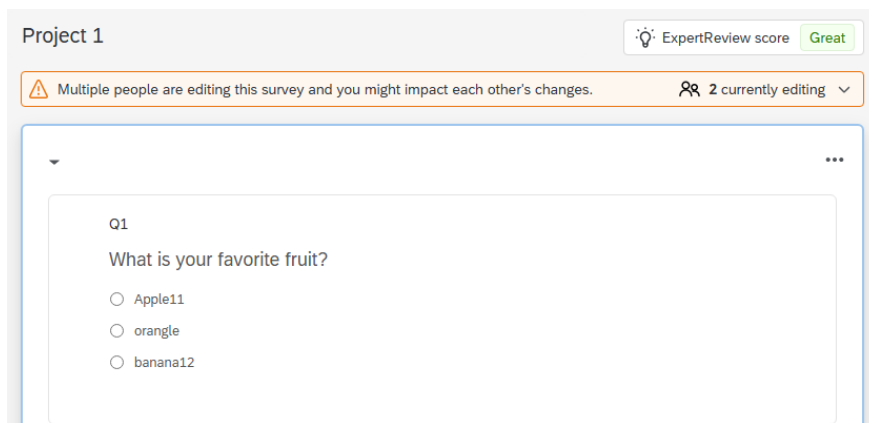 Project 1
ExpertReview score Great
Multiple people are editing this survey and you might impact each other's changes. 2 currently editing
Q1
What is your favorite fruit?
Apple11
orangle
banana12